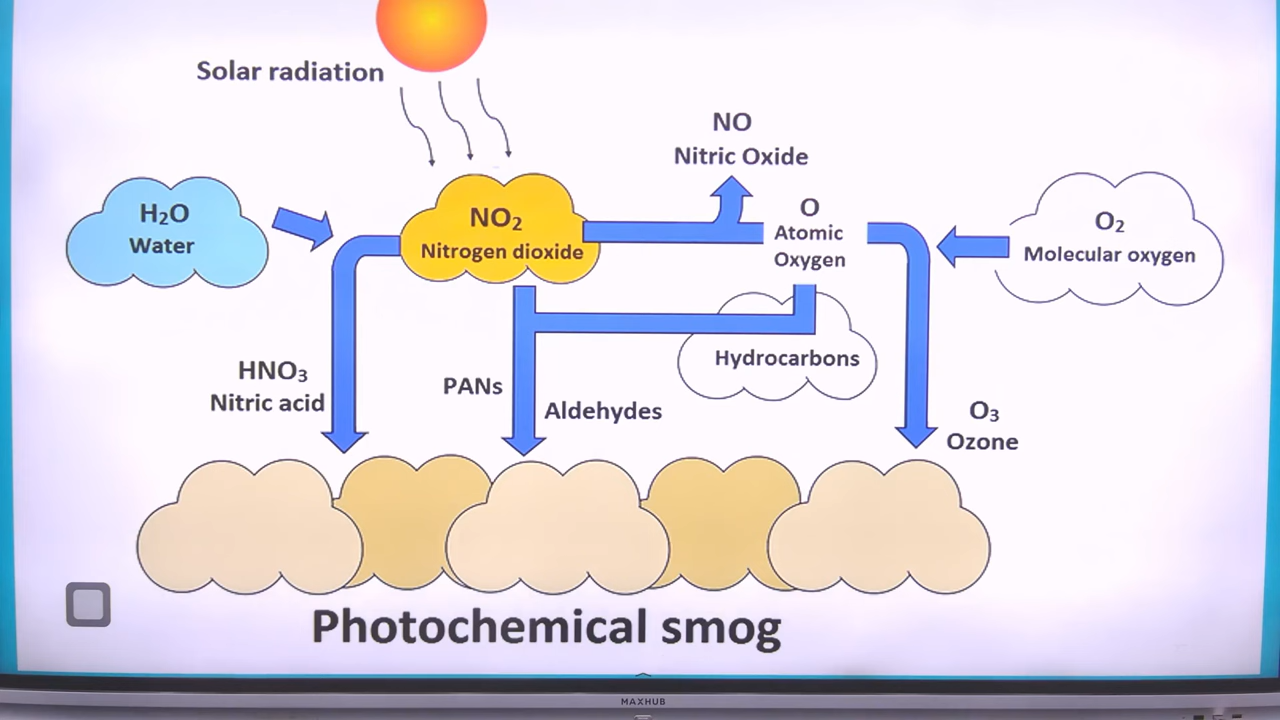 Solar radiation
NO
Nitric Oxide
H₂O
Water
NO₂
Nitrogen dioxide
O
Atomic
Oxygen
O₂
Molecular oxygen
Hydrocarbons
HNO₃
Nitric acid
PANs
Aldehydes
O₃
Ozone
Photochemical smog
MAXHUB